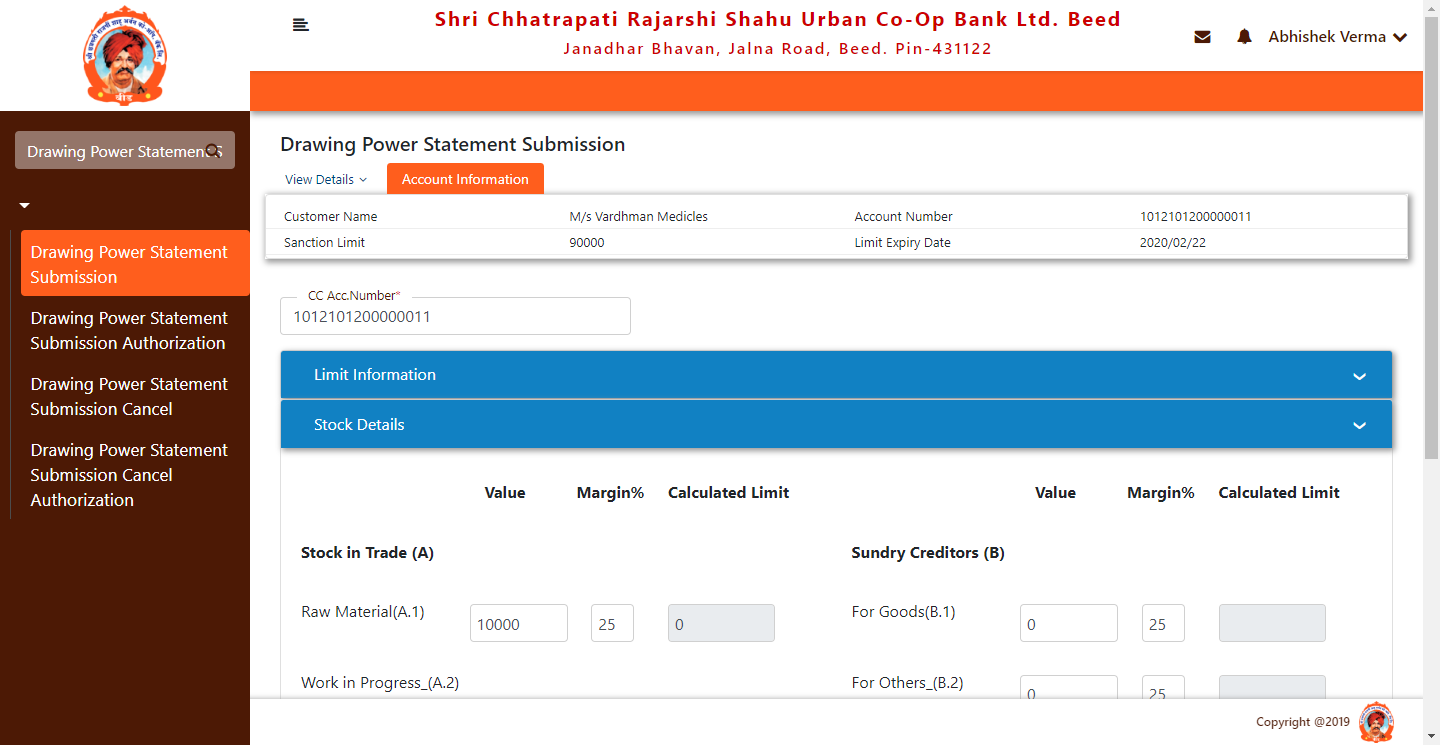 Shri Chhatrapati Rajarshi Shahu Urban Co-Op Bank Ltd. Beed
Janadhar Bhavan, Jalna Road, Beed. Pin-431122
Abhishek Verma
बीड
Drawing Power Statement S
Drawing Power Statement
Submission
Drawing Power Statement
Submission Authorization
Drawing Power Statement
Submission Cancel
Drawing Power Statement
Submission Cancel
Authorization
Drawing Power Statement Submission
View Details
Account Information
Customer Name M/s Vardhman Medicles Account Number 1012101200000011
Sanction Limit 90000 Limit Expiry Date 2020/02/22
CC Acc.Number*
1012101200000011
Limit Information
Stock Details
Value Margin% Calculated Limit Value Margin% Calculated Limit
Stock in Trade (A) Sundry Creditors (B)
Raw Material(A.1) 10000 25 0 For Goods(B.1) 0 25
Work in Progress_(A.2) For Others_(B.2) 0 25
Copyright @2019